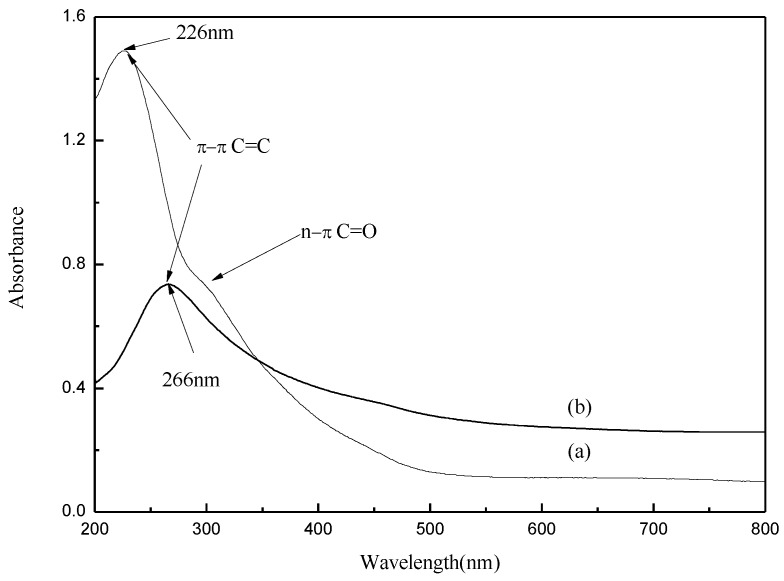 1.6
226nm
1.2
π–π C=C
n–π C=O
0.8
Absorbance
266nm
0.4
(b)
(a)
0.0
200 300 400 500 600 700 800
Wavelength(nm)